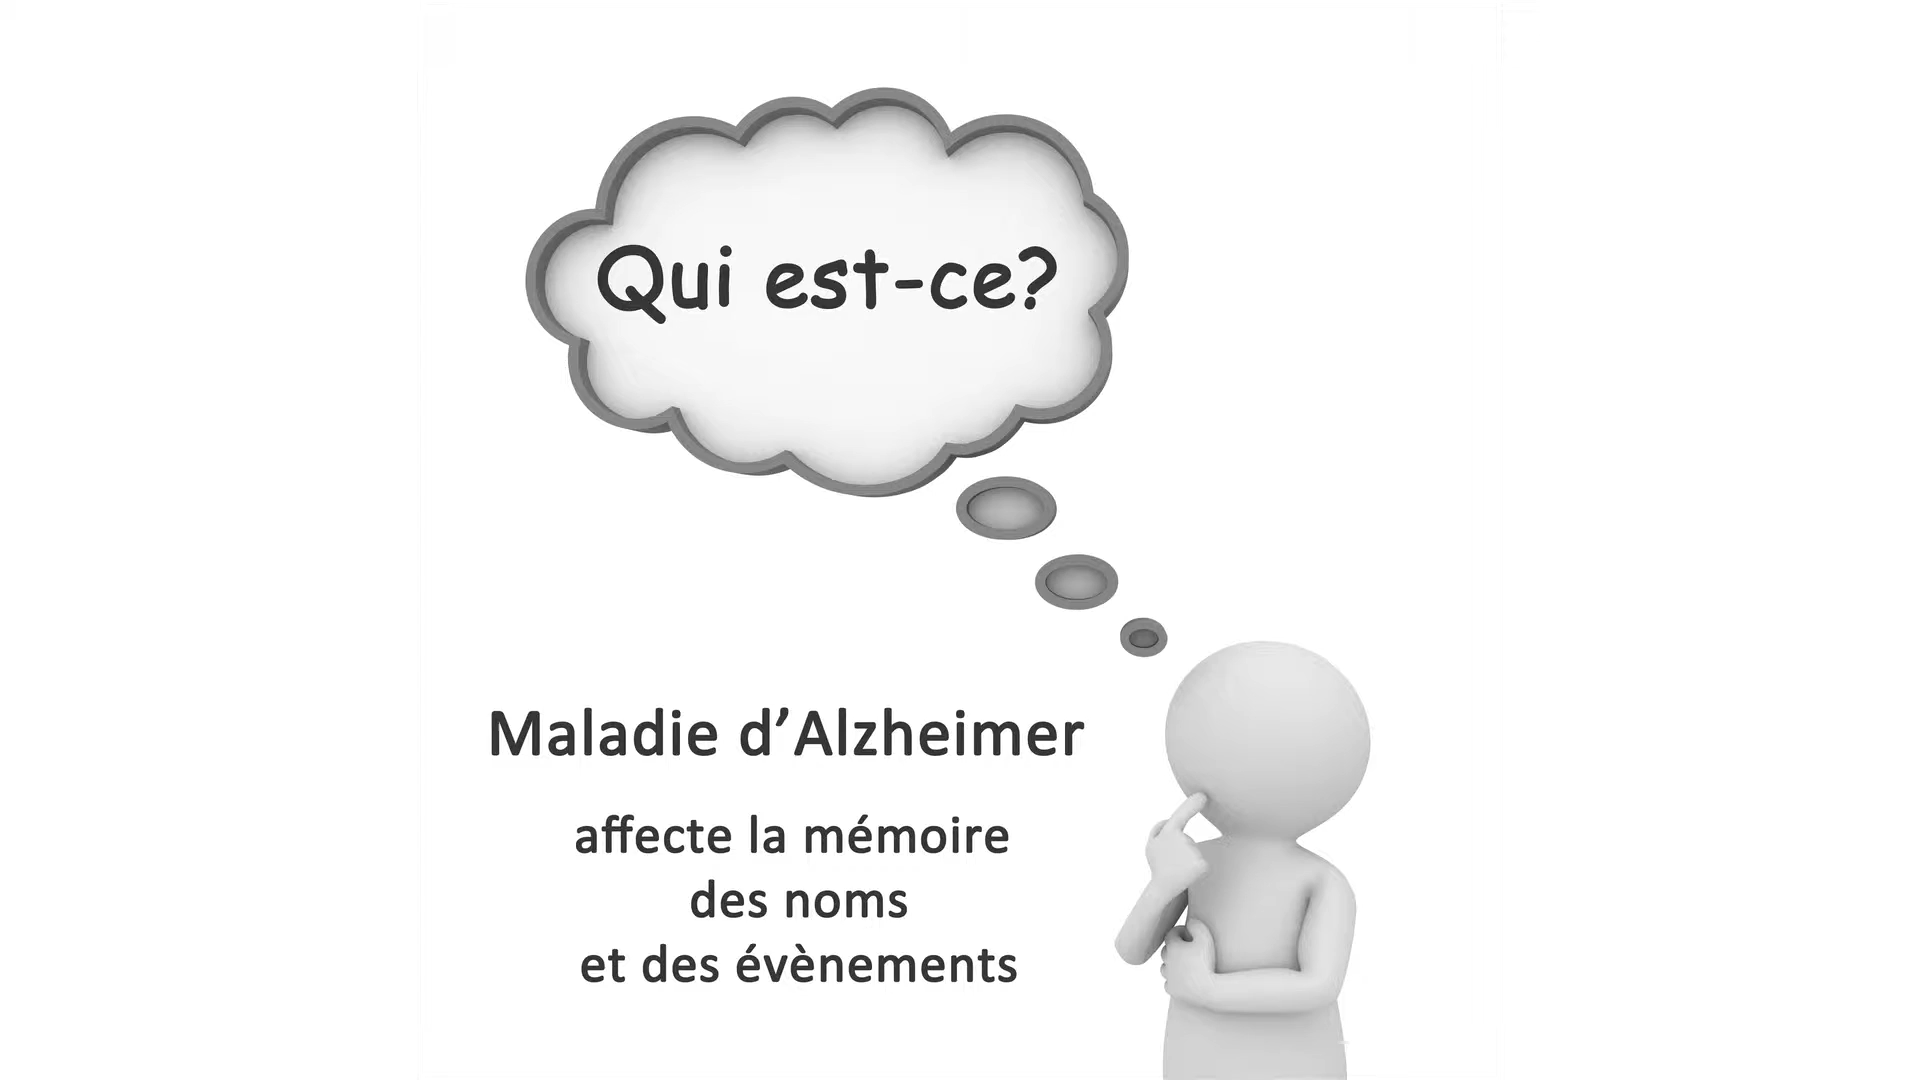 Qui est-ce?
Maladie d’Alzheimer
affecte la mémoire
des noms
et des évènements